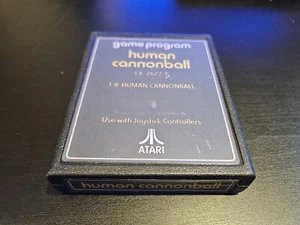 game program
human
cannonball
CX-2627
1-8 HUMAN CANNONBALL
Use with Joystick Controllers
ATARI
human cannonball